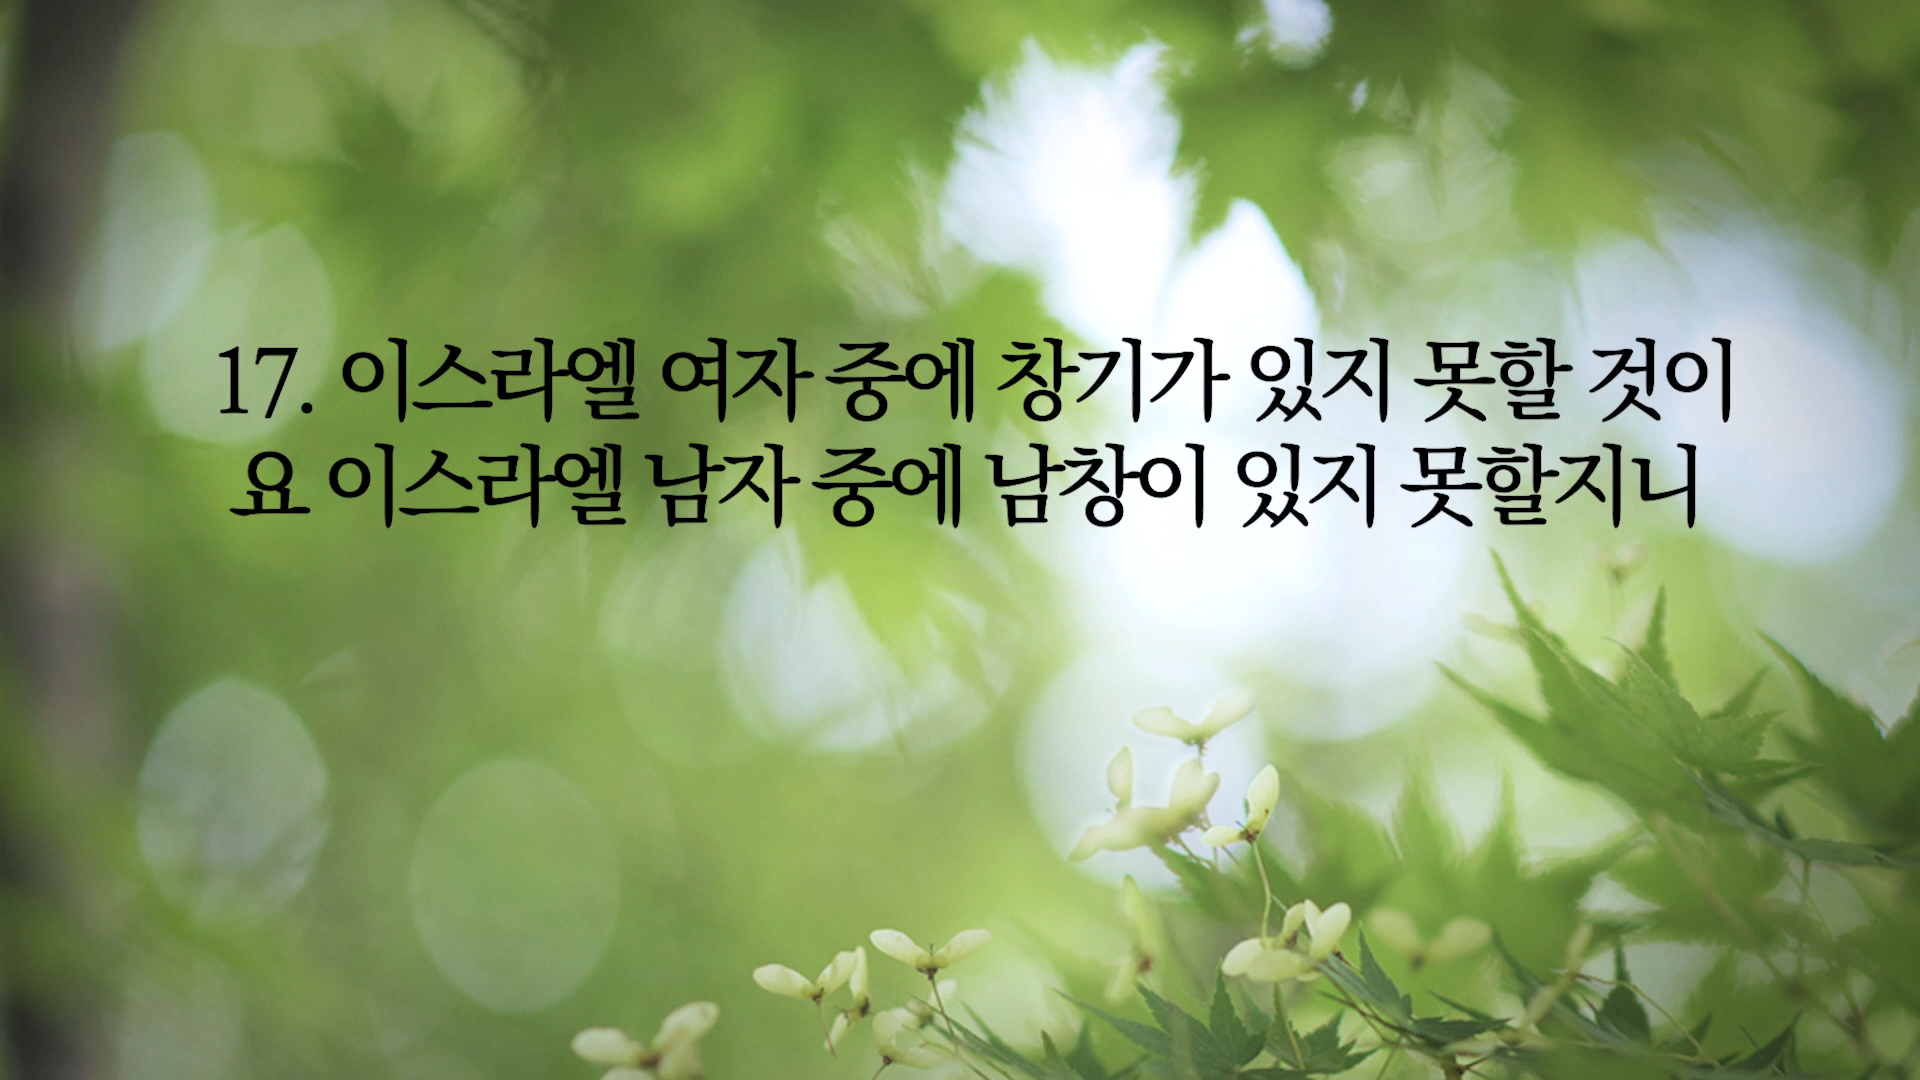 17. 이스라엘 여자 중에 창기가 있지 못할 것이
요 이스라엘 남자 중에 남창이 있지 못할지니